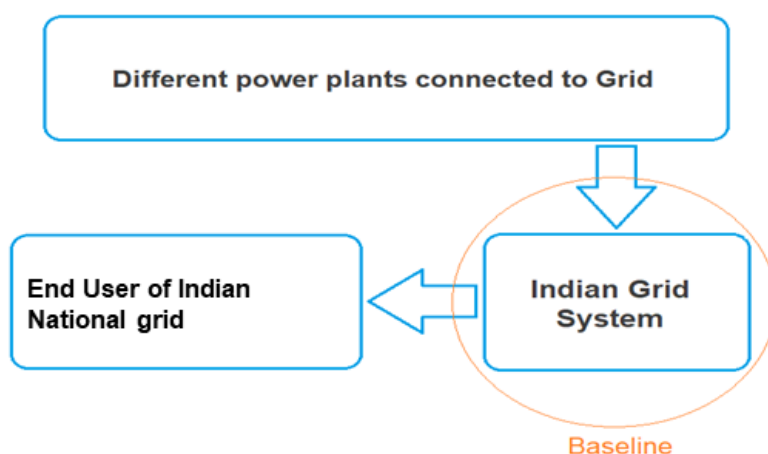 Different power plants connected to Grid
End User of Indian
National grid
Indian Grid
System
Baseline